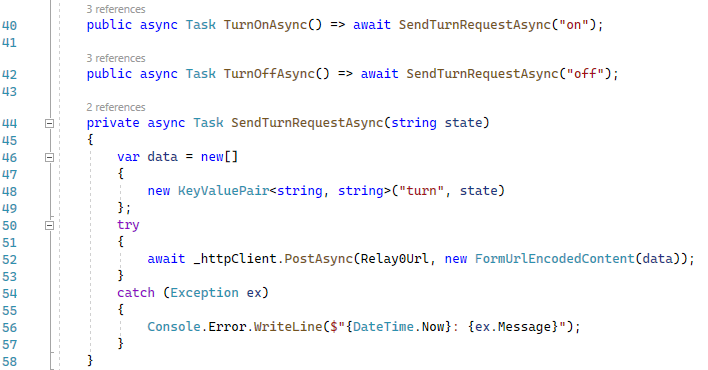 3 references
40 public async Task TurnOnAsync() => await SendTurnRequestAsync("on");
41
3 references
42 public async Task TurnOffAsync() => await SendTurnRequestAsync("off");
43
2 references
44 private async Task SendTurnRequestAsync(string state)
45 {
46 var data = new[]
47 {
48 new KeyValuePair<string, string>("turn", state)
49 };
50 try
51 {
52 await _httpClient.PostAsync(Relay0Url, new FormUrlEncodedContent(data));
53 }
54 catch (Exception ex)
55 {
56 Console.Error.WriteLine($"{DateTime.Now}: {ex.Message}");
57 }
58 }